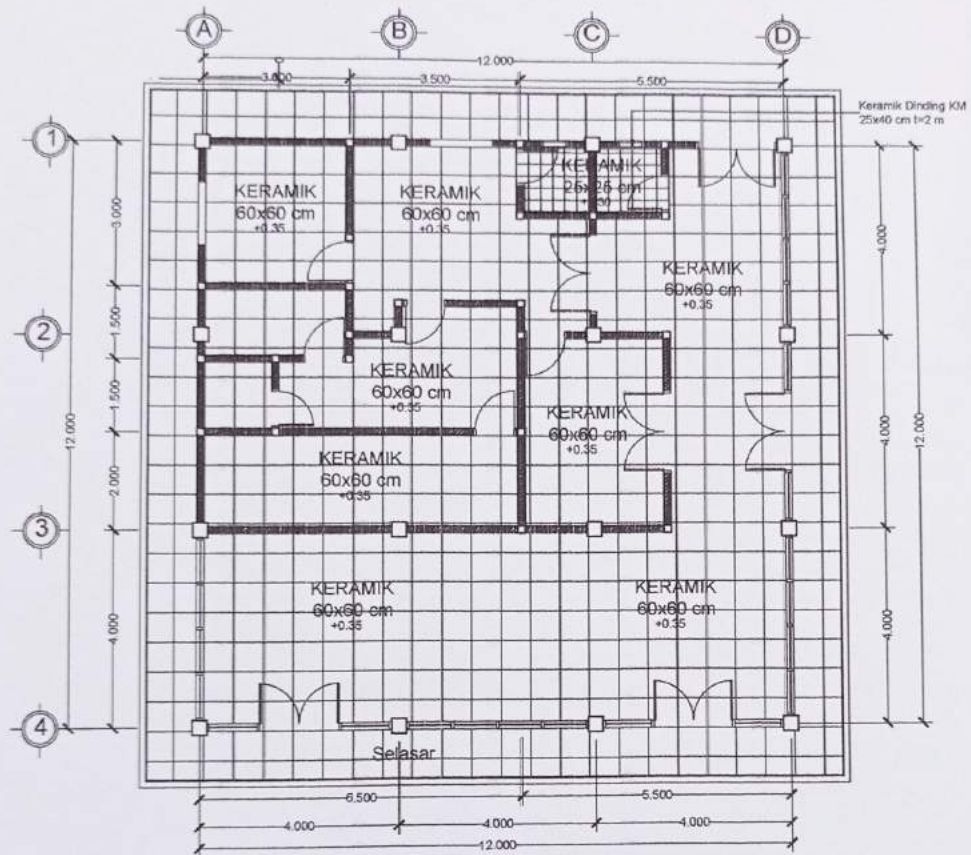 A
B
C
D
12.000
3.000
3.500
5.500
Keramik Dinding KM
25x40 cm t=2 m
1
KERAMIK
60x60 cm
+0.35
KERAMIK
60x60 cm
+0.35
KERAMIK
25x25 cm
3.000
4.000
KERAMIK
60x60 cm
+0.35
2
1.500
KERAMIK
60x60 cm
+0.35
1.500
KERAMIK
60x60 cm
+0.35
12.000
4.000
12.000
KERAMIK
60x60 cm
+0.35
2.000
3
KERAMIK
60x60 cm
+0.35
KERAMIK
60x60 cm
+0.35
4.000
4.000
4
Selasar
6.500
5.500
4.000
4.000
4.000
12.000